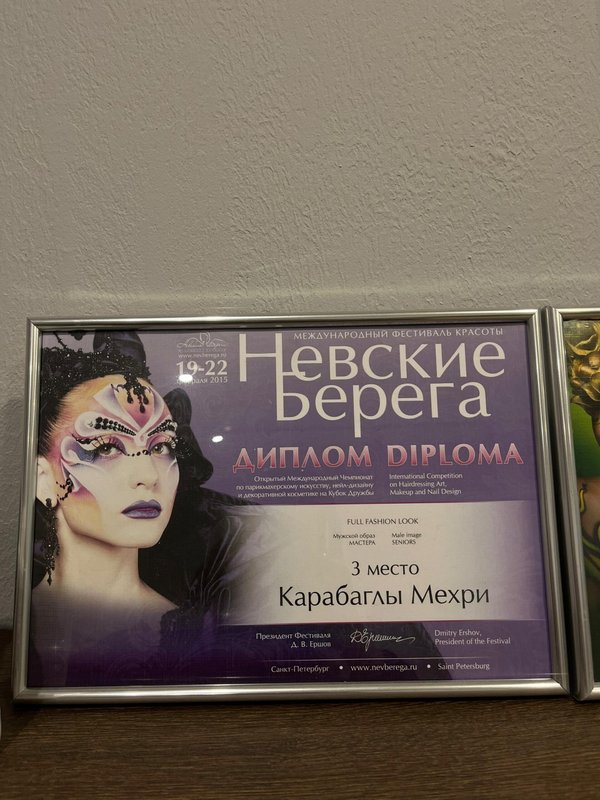 МЕЖДУНАРОДНЫЙ ФЕСТИВАЛЬ КРАСОТЫ
www.nevberega.ru
19-22
февраля 2015
Невские
Берега
ДИПЛОМ DIPLOMA
Открытый Международный Чемпионат
по парикмахерскому искусству, нейл-дизайну
и декоративной косметике на Кубок Дружбы
International Competition
on Hairdressing Art,
Makeup and Nail Design
FULL FASHION LOOK
Мужской образ
МАСТЕРА
Male image
SENIORS
3 место
Карабаглы Мехри
Президент Фестиваля
Д. В. Ершов
Dmitry Ershov,
President of the Festival
Санкт-Петербург • www.nevberega.ru • Saint Petersburg